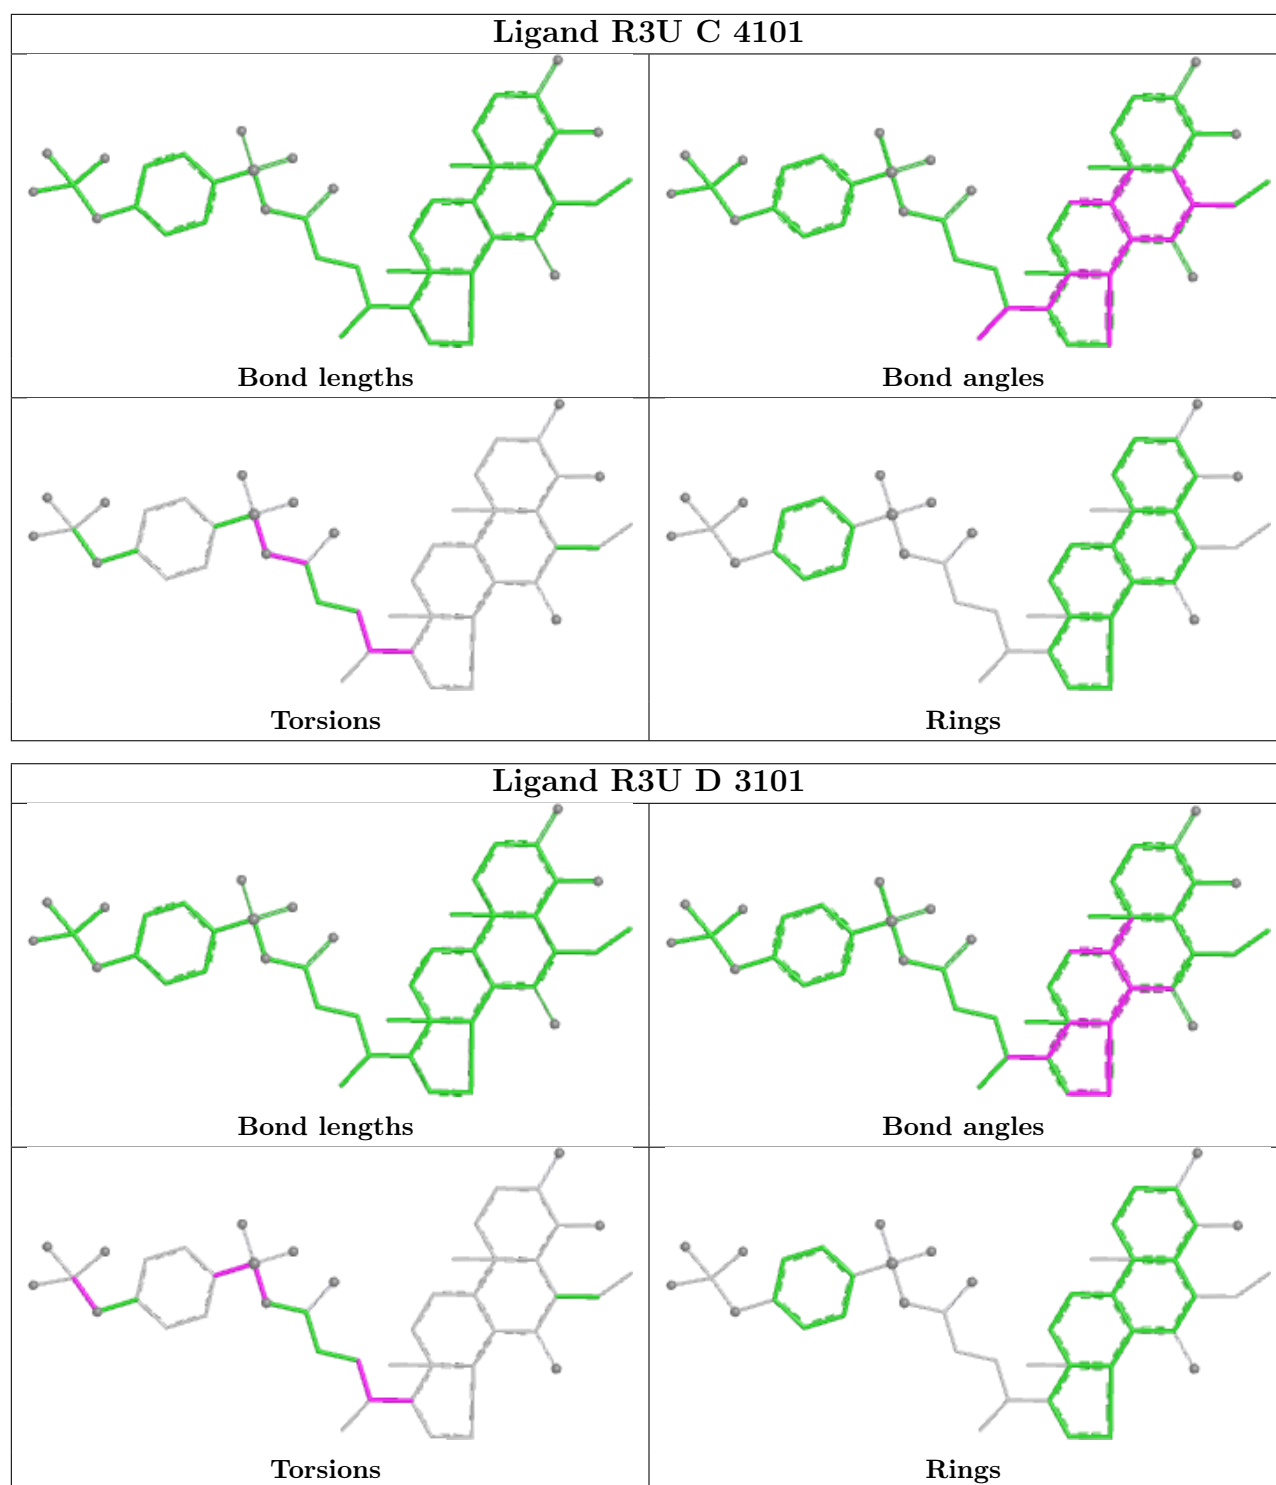 Ligand R3U C 4101
Bond lengths
Bond angles
Torsions
Rings
Ligand R3U D 3101
Bond lengths
Bond angles
Torsions
Rings